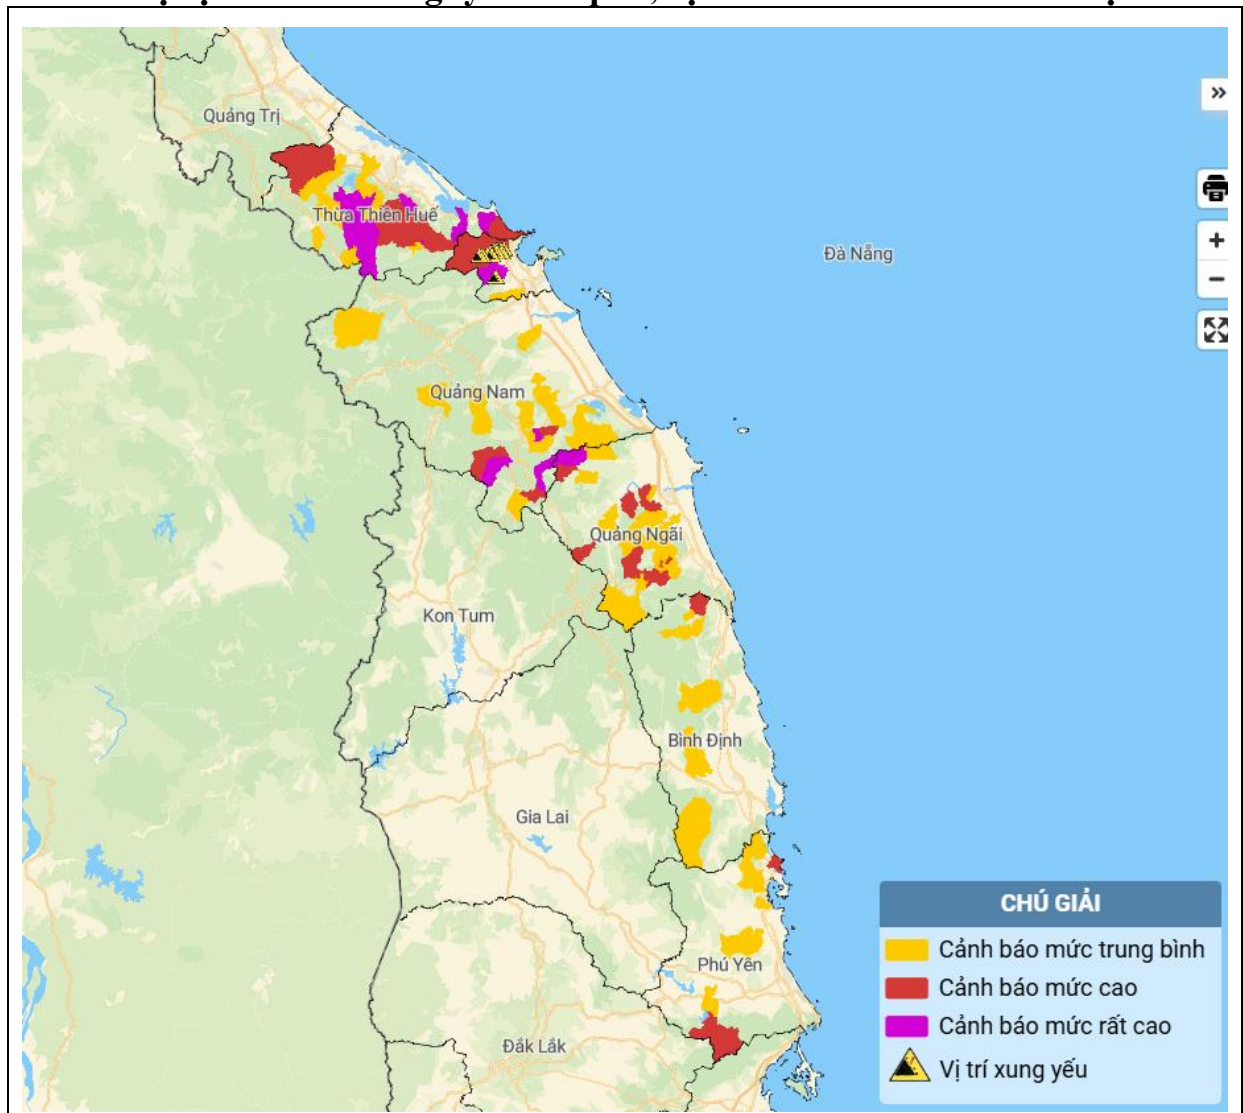 Quảng Trị
Thừa Thiên Huế
Đà Nẵng
Quảng Nam
Quảng Ngãi
Kon Tum
Bình Định
Gia Lai
Phú Yên
Đắk Lắk
CHÚ GIẢI
Cảnh báo mức trung bình
Cảnh báo mức cao
Cảnh báo mức rất cao
Vị trí xung yếu